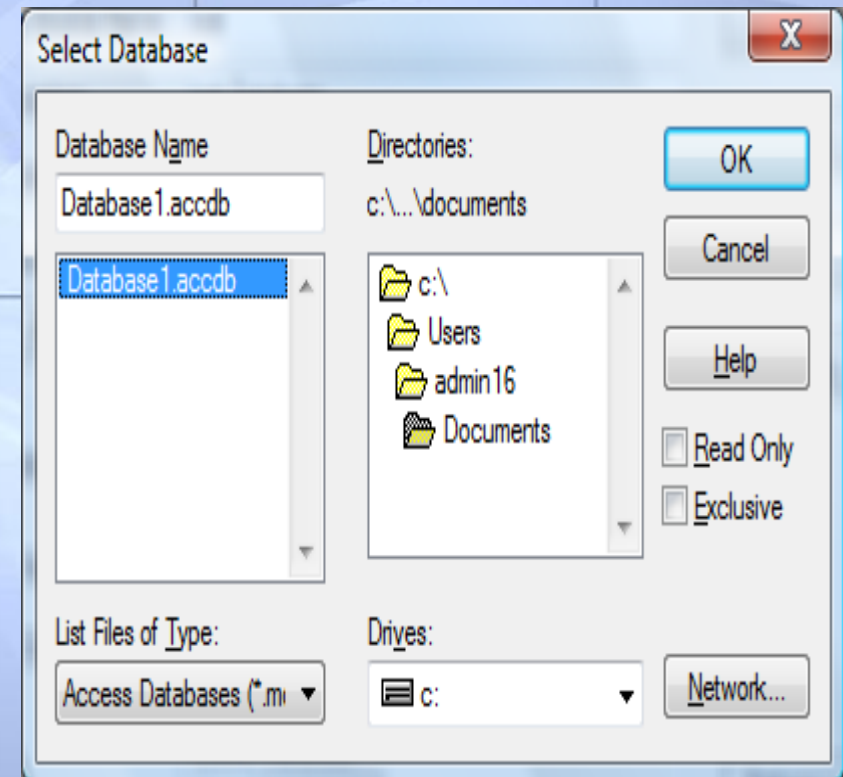 Select Database
Database Name
Database1.accdb
Database1.accdb
Directories:
c:\...\documents
c:\
Users
admin16
Documents
OK
Cancel
Help
Read Only
Exclusive
List Files of Type:
Access Databases (*.m
Drives:
c:
Network...